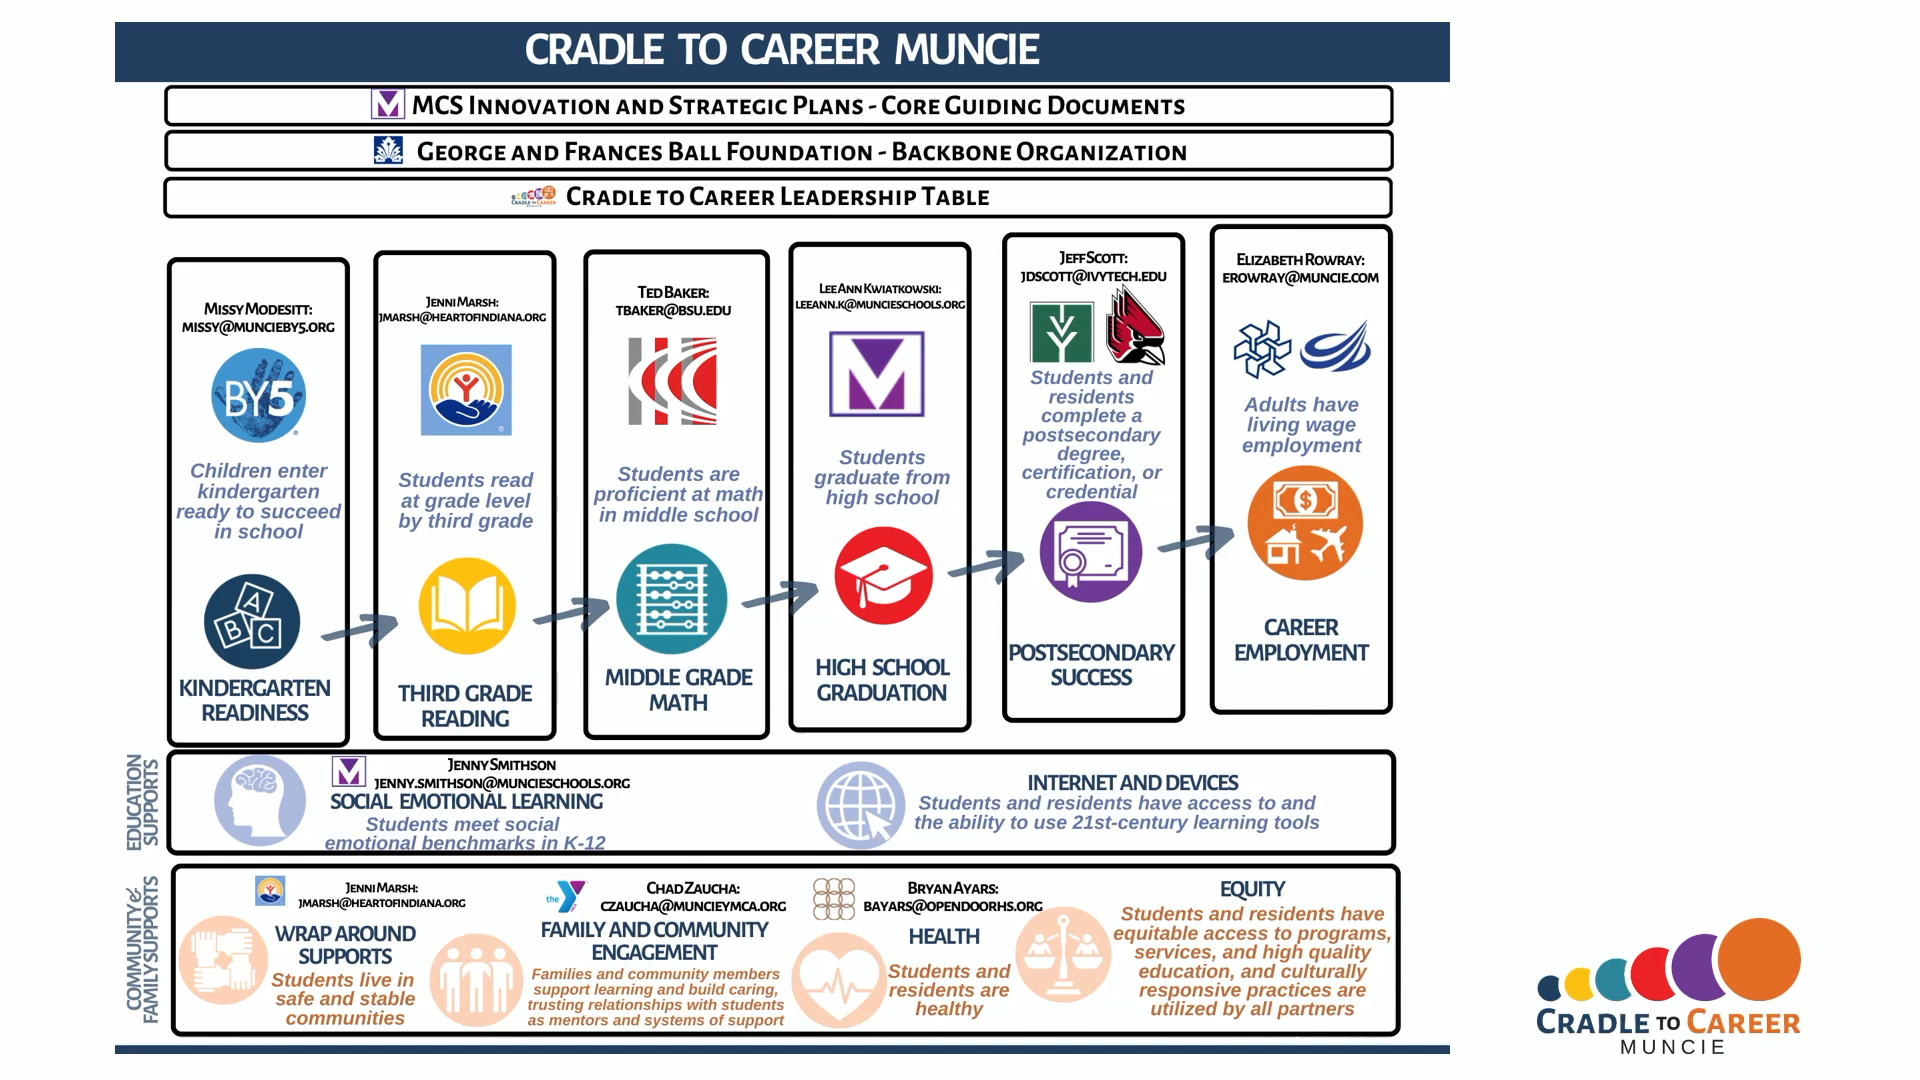 CRADLE TO CAREER MUNCIE
MCS INNOVATION AND STRATEGIC PLANS - CORE GUIDING DOCUMENTS
GEORGE AND FRANCES BALL FOUNDATION - BACKBONE ORGANIZATION
CRADLE TO CAREER
CRADLE TO CAREER LEADERSHIP TABLE
MISSY MODESITT:
MISSY@MUNCIEBY5.ORG
BY5
Children enter
kindergarten
ready to succeed
in school
A
B C
KINDERGARTEN
READINESS
JENNI MARSH:
JMARSH@HEARTOFINDIANA.ORG
Students read
at grade level
by third grade
THIRD GRADE
READING
TED BAKER:
TBAKER@BSU.EDU
Students are
proficient at math
in middle school
MIDDLE GRADE
MATH
LEE ANN KWIATKOWSKI:
LEEANN.K@MUNCIESCHOOLS.ORG
M
Students
graduate from
high school
HIGH SCHOOL
GRADUATION
JEFF SCOTT:
JDSCOTT@IVYTECH.EDU
Students and
residents
complete a
postsecondary
degree,
certification, or
credential
POSTSECONDARY
SUCCESS
ELIZABETH ROWRAY:
EROWRAY@MUNCIE.COM
Adults have
living wage
employment
$
CAREER
EMPLOYMENT
EDUCATION
SUPPORTS
JENNY SMITHSON
JENNY.SMITHSON@MUNCIESCHOOLS.ORG
SOCIAL EMOTIONAL LEARNING
Students meet social
emotional benchmarks in K-12
INTERNET AND DEVICES
Students and residents have access to and
the ability to use 21st-century learning tools
COMMUNITY &
FAMILY SUPPORTS
JENNI MARSH:
JMARSH@HEARTOFINDIANA.ORG
WRAP AROUND
SUPPORTS
Students live in
safe and stable
communities
the Y
CHAD ZAUCHA:
CZAUCHA@MUNCIEYMCA.ORG
FAMILY AND COMMUNITY
ENGAGEMENT
Families and community members
support learning and build caring,
trusting relationships with students
as mentors and systems of support
BRYAN AYARS:
BAYARS@OPENDOORHS.ORG
HEALTH
Students and
residents are
healthy
EQUITY
Students and residents have
equitable access to programs,
services, and high quality
education, and culturally
responsive practices are
utilized by all partners
CRADLE TO CAREER
MUNCIE